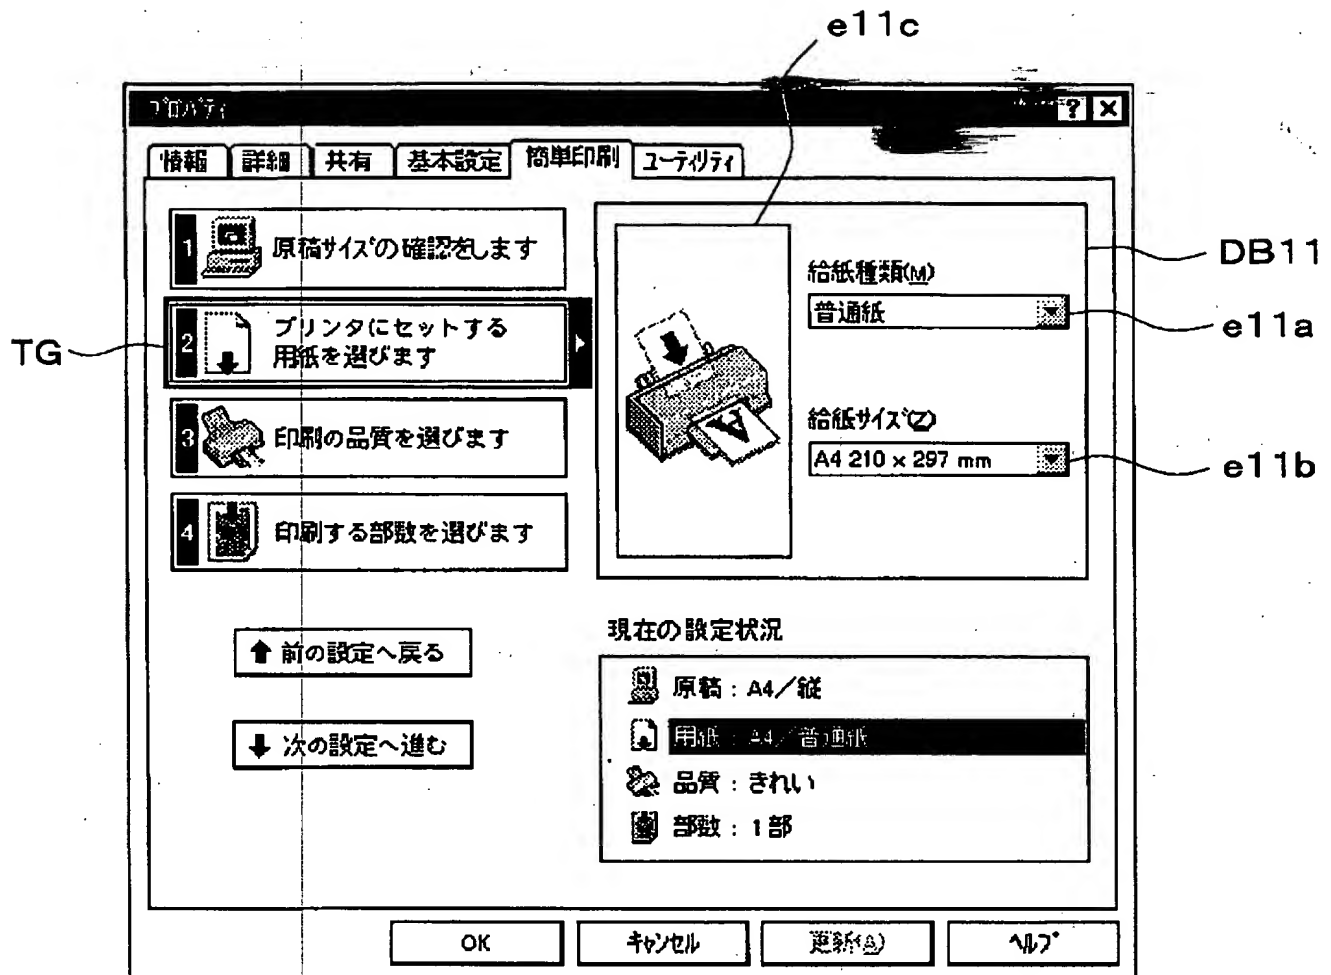 e11c
プロパティ
? ×
情報 詳細 共有 基本設定 簡単印刷 ユーティリティ
1 原稿サイズの確認をします
DB11
給紙種類(M)
普通紙
e11a
TG
2 プリンタにセットする
用紙を選びます
給紙サイズ(Z)
A4 210 × 297 mm
e11b
3 印刷の品質を選びます
4 印刷する部数を選びます
前の設定へ戻る
次の設定へ進む
現在の設定状況
原稿:A4/縦
用紙:A4/普通紙
品質:きれい
部数:1部
OK キャンセル 更新(A) ヘルプ